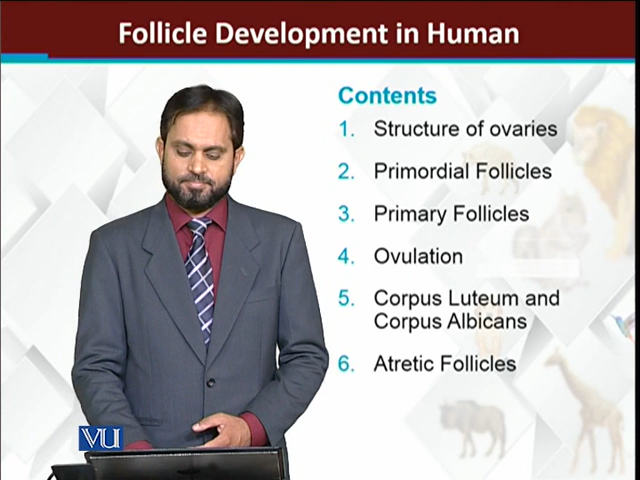 Follicle Development in Human
Contents
1. Structure of ovaries
2. Primordial Follicles
3. Primary Follicles
4. Ovulation
5. Corpus Luteum and
Corpus Albicans
6. Atretic Follicles
VU